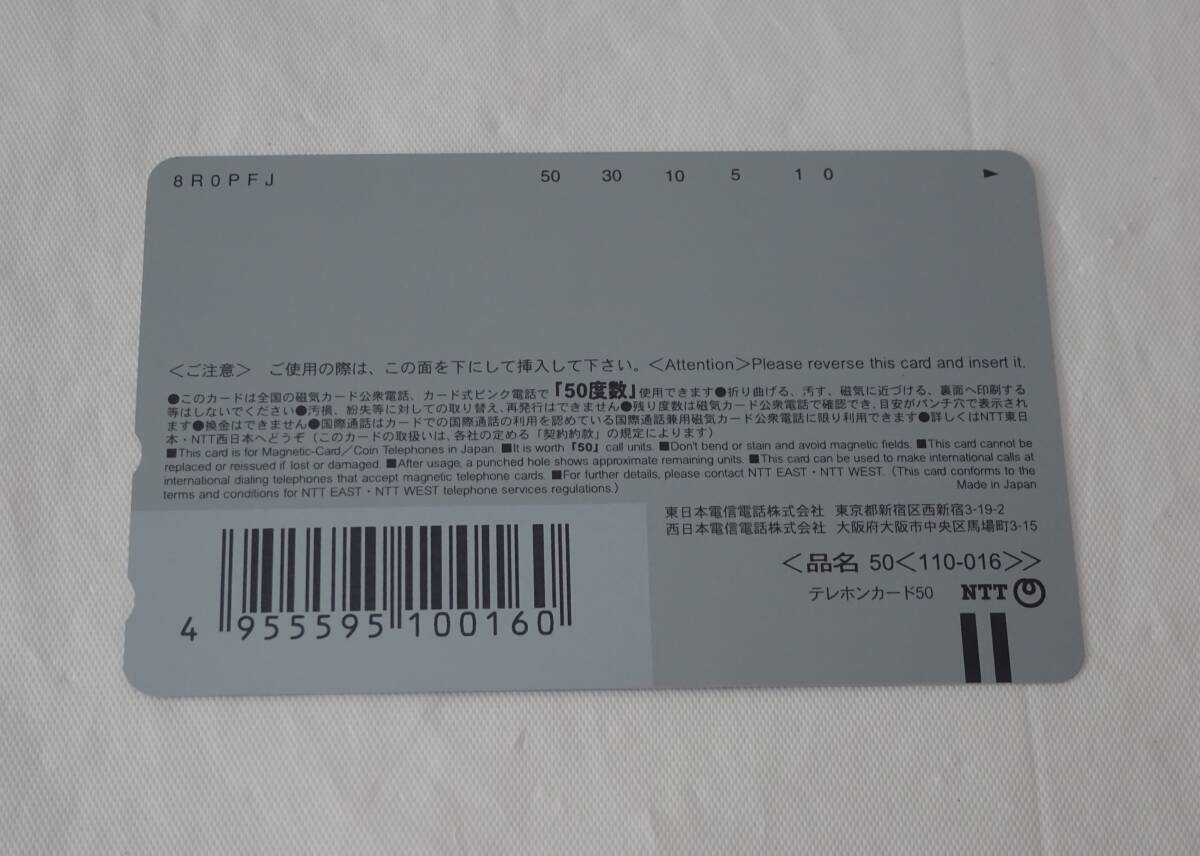 8R0PFJ 50 30 10 5 1 0
＜ご注意＞ ご使用の際は、この面を下にして挿入して下さい。＜Attention＞Please reverse this card and insert it.
●このカードは全国の磁気カード公衆電話、カード式ピンク電話で「50度数」使用できます●折り曲げる、汚す、磁気に近づける、裏面へ印刷する
等はしないでください●汚損、紛失等に対しての取り替え、再発行はできません●残り度数は磁気カード公衆電話で確認でき、目安がパンチ穴で表示され
ます●換金はできません●国際通話はカードでの国際通話の利用を認めている国際通話兼用磁気カード公衆電話に限り利用できます●詳しくはNTT東日
本・NTT西日本へどうぞ（このカードの取扱いは、各社の定める「契約約款」の規定によります）
■This card is for Magnetic-Card／Coin Telephones in Japan. ■It is worth「50」call units. ■Don't bend or stain and avoid magnetic fields. ■This card cannot be
replaced or reissued if lost or damaged. ■After usage, a punched hole shows approximate remaining units. ■This card can be used to make international calls at
international dialing telephones that accept magnetic telephone cards. ■For further details, please contact NTT EAST・NTT WEST. (This card conforms to the
terms and conditions for NTT EAST・NTT WEST telephone services regulations.) Made in Japan
東日本電信電話株式会社 東京都新宿区西新宿3-19-2
西日本電信電話株式会社 大阪府大阪市中央区馬場町3-15
＜品名 50＜110-016＞＞
テレホンカード50 NTT
4 955595 100160